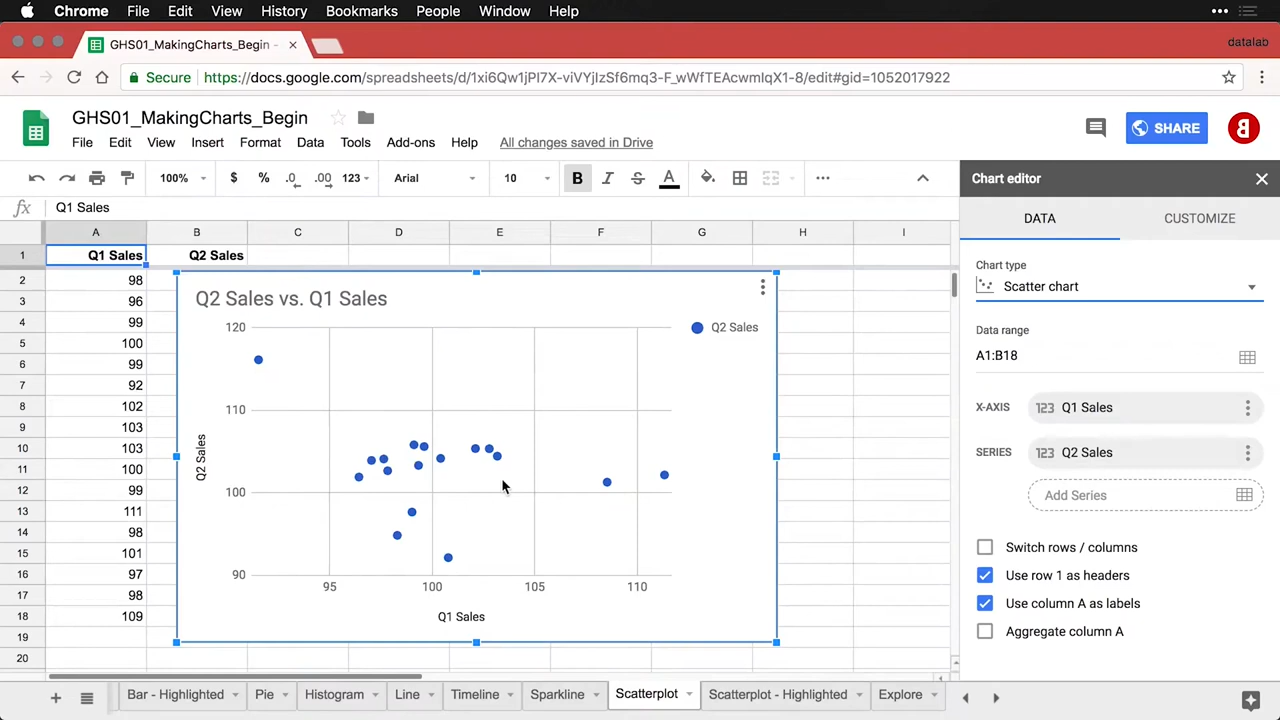 Chrome File Edit View History Bookmarks People Window Help
GHS01_MakingCharts_Begin - ×
datalab
Secure https://docs.google.com/spreadsheets/d/1xi6Qw1jPl7X-viVYjIzSf6mq3-F_wWfTEAcwmIqX1-8/edit#gid=1052017922
GHS01_MakingCharts_Begin
File Edit View Insert Format Data Tools Add-ons Help All changes saved in Drive
SHARE
100% $ % .0 .00 123 Arial 10 B I S A
Chart editor
fx Q1 Sales
DATA CUSTOMIZE
A B C D E F G H I
1 Q1 Sales Q2 Sales
2 98
3 96
4 99
5 100
6 99
7 92
8 102
9 103
10 103
11 100
12 99
13 111
14 98
15 101
16 97
17 98
18 109
19
20
Q2 Sales vs. Q1 Sales
Q2 Sales
120
110
100
90
Q2 Sales
95 100 105 110
Q1 Sales
Chart type
Scatter chart
Data range
A1:B18
X-AXIS 123 Q1 Sales
SERIES 123 Q2 Sales
Add Series
Switch rows / columns
Use row 1 as headers
Use column A as labels
Aggregate column A
Bar - Highlighted Pie Histogram Line Timeline Sparkline Scatterplot Scatterplot - Highlighted Explore